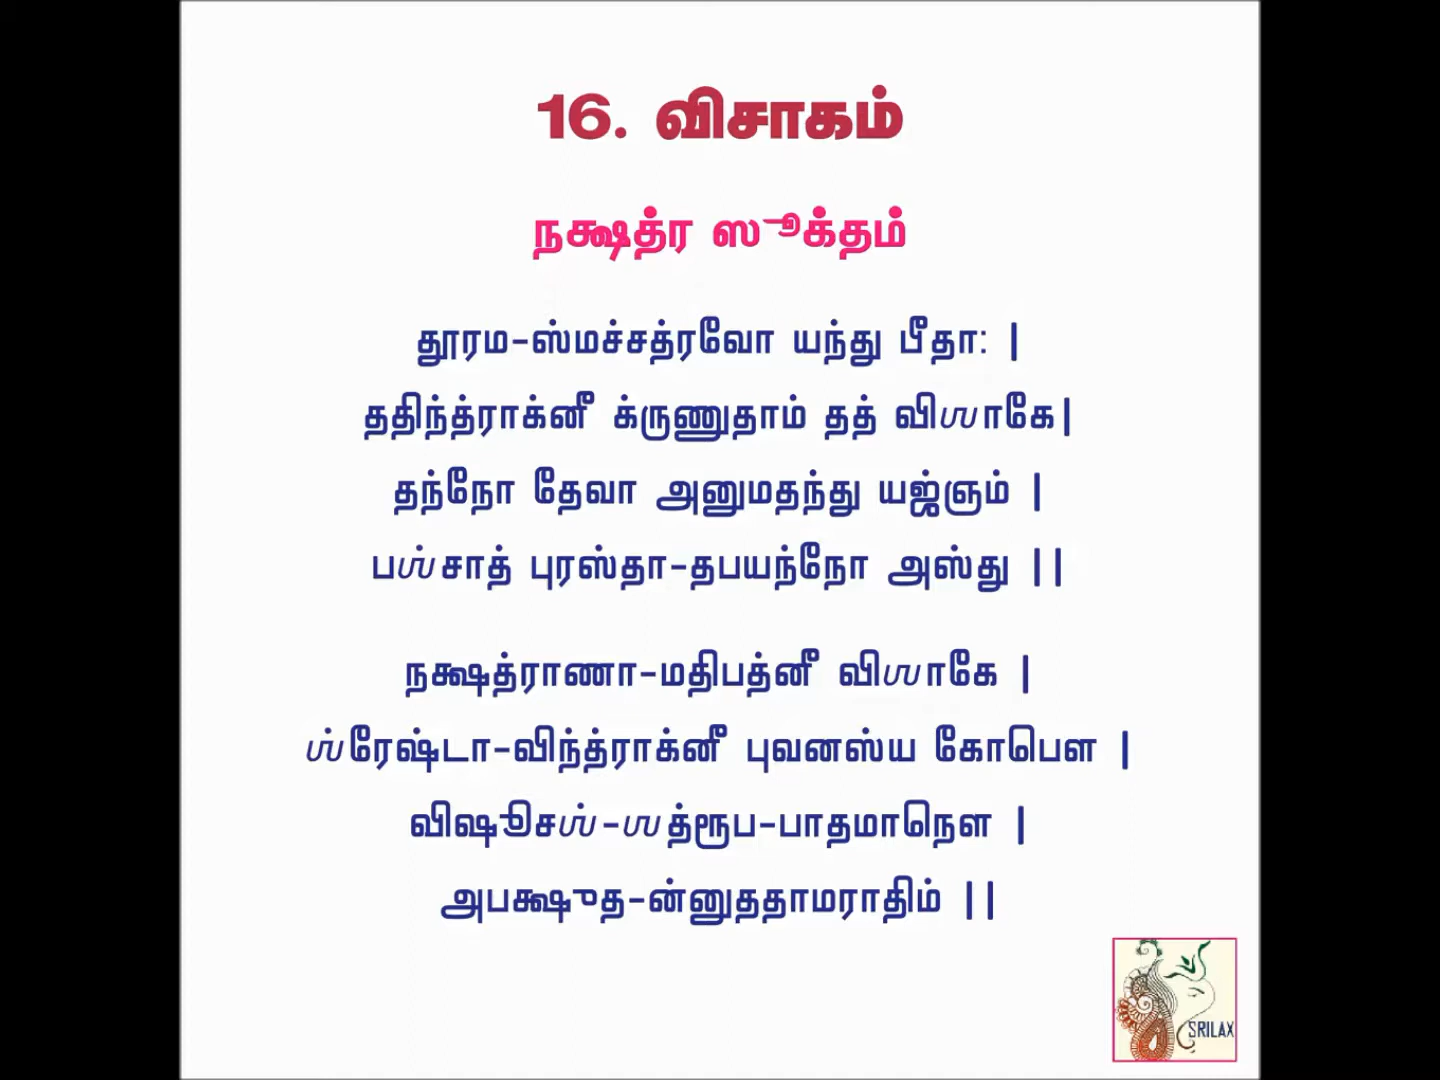 16. விசாகம்
நக்ஷத்ர ஸூக்தம்
தூரம-ஸ்மச்சத்ரவோ யந்து பீதா: |
ததிந்த்ராக்னீ க்ருணுதாம் தத் விஶாகே|
தந்நோ தேவா அனுமதந்து யஜ்ஞம் |
பஶ்சாத் புரஸ்தா-தபயந்நோ அஸ்து ||
நக்ஷத்ராணா-மதிபத்னீ விஶாகே |
ஶ்ரேஷ்டா-விந்த்ராக்னீ புவனஸ்ய கோபௌ |
விஷூசஶ்-ஶத்ரூப-பாதமாநௌ |
அபக்ஷுத-ன்னுததாமராதிம் ||
SRILAX